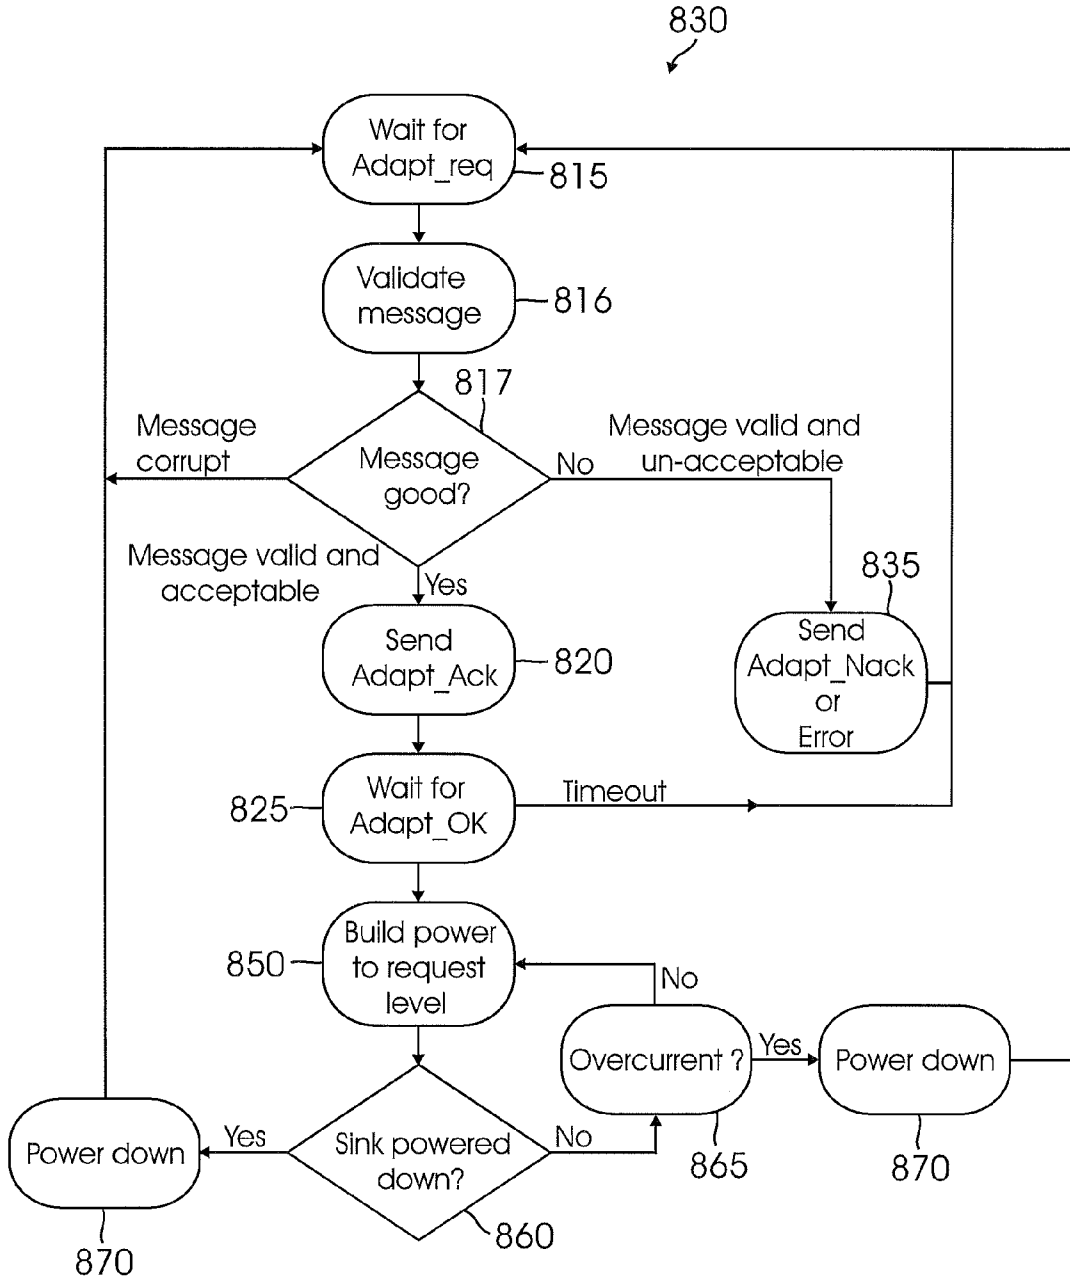 830
Wait for
Adapt_req
815
Validate
message
816
817
Message
corrupt
Message
good?
No
Message valid and
un-acceptable
Message valid and
acceptable
Yes
835
Send
Adapt_Ack
820
Send
Adapt_Nack
or
Error
825
Wait for
Adapt_OK
Timeout
850
Build power
to request
level
No
Overcurrent ?
Yes
Power down
865
870
Power down
Yes
Sink powered
down?
No
860
870